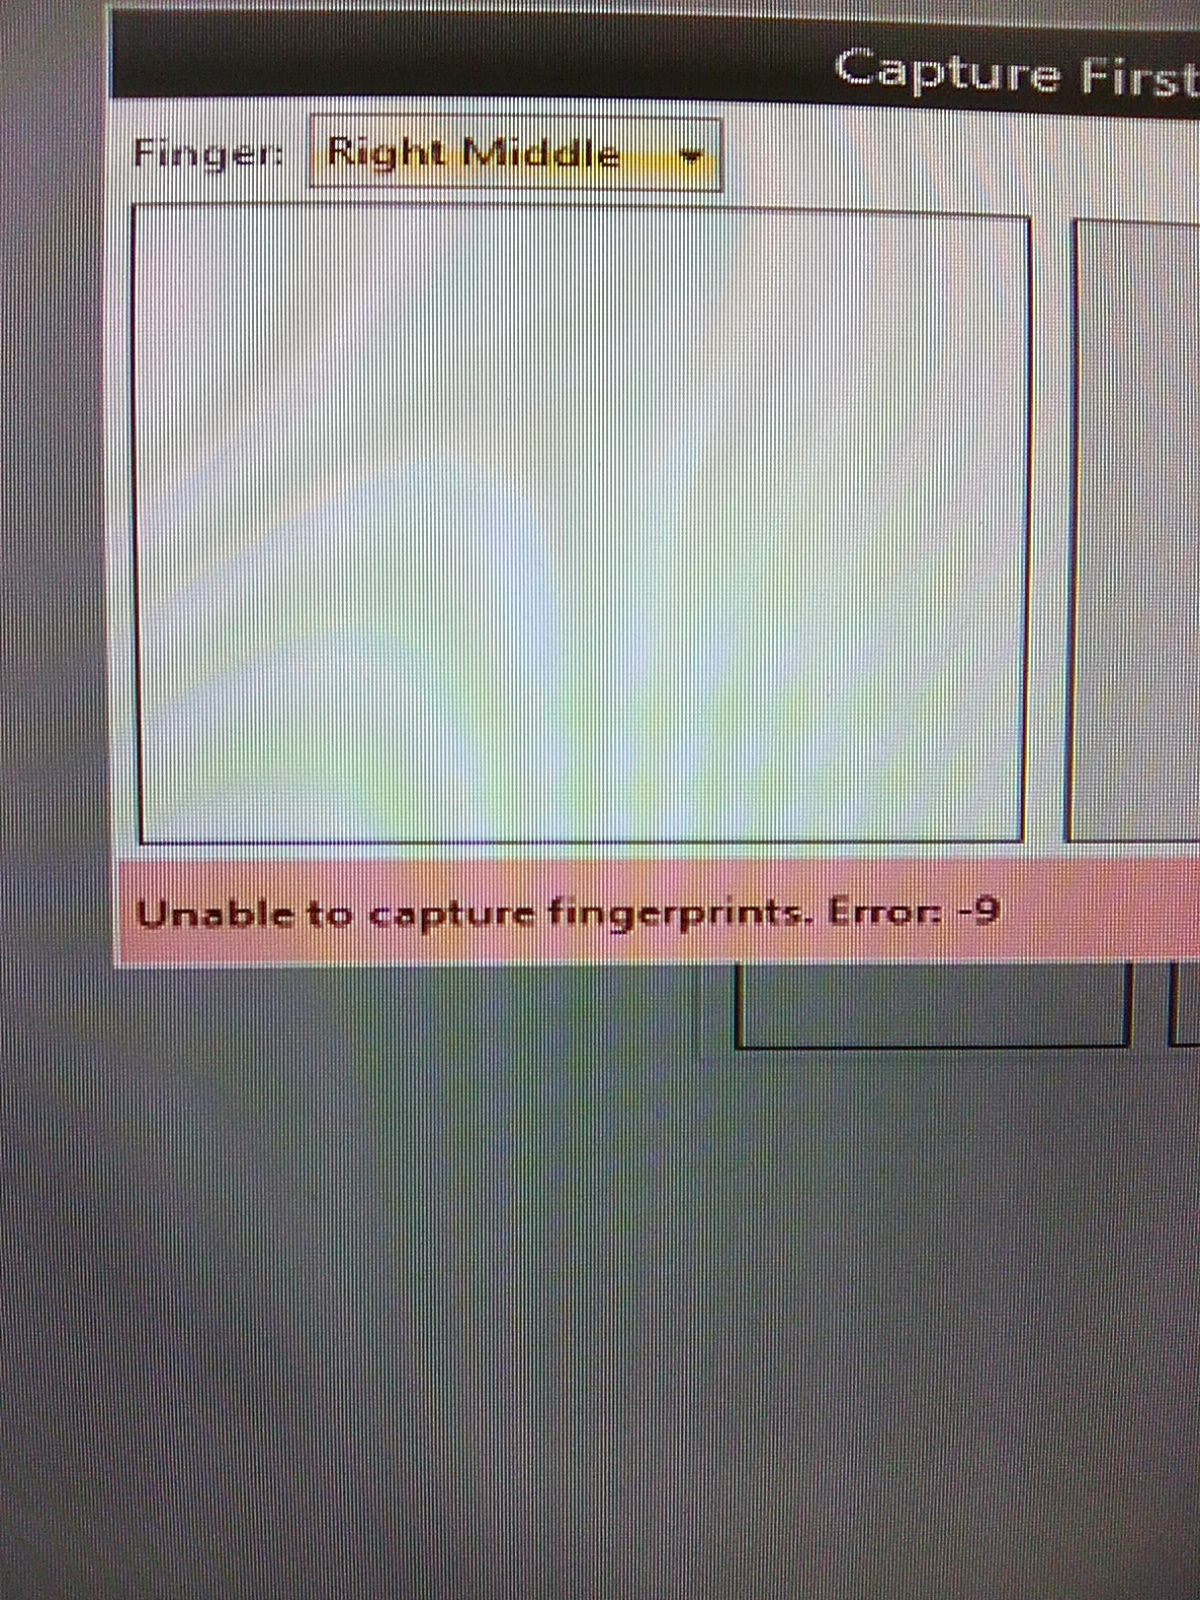 Capture First
Finger: Right Middle
Unable to capture fingerprints. Error: -9